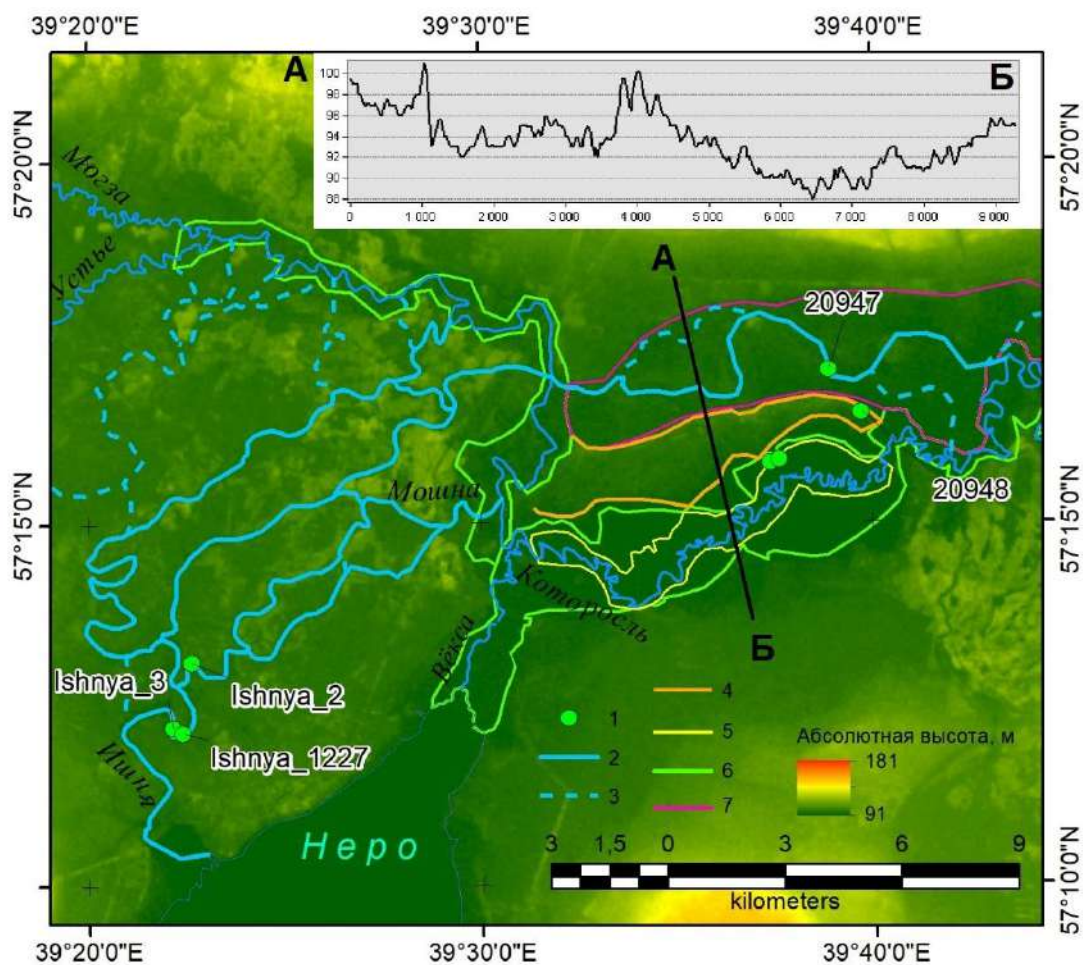 39°20'0"E 39°30'0"E 39°40'0"E
А Б
100
98
96
94
92
90
88
0 1 000 2 000 3 000 4 000 5 000 6 000 7 000 8 000 9 000
57°20'0"N 57°20'0"N
Могза
Устье
А
20947
Мошна
20948
57°15'0"N 57°15'0"N
Которосль
Вёкса
Б
Ishnya_3
Ishnya_2
Ishnya_1227
Ишня
1
2
3
4
5
6
7
Абсолютная высота, м
181
91
Неро
3 1,5 0 3 6 9
kilometers
57°10'0"N 57°10'0"N
39°20'0"E 39°30'0"E 39°40'0"E